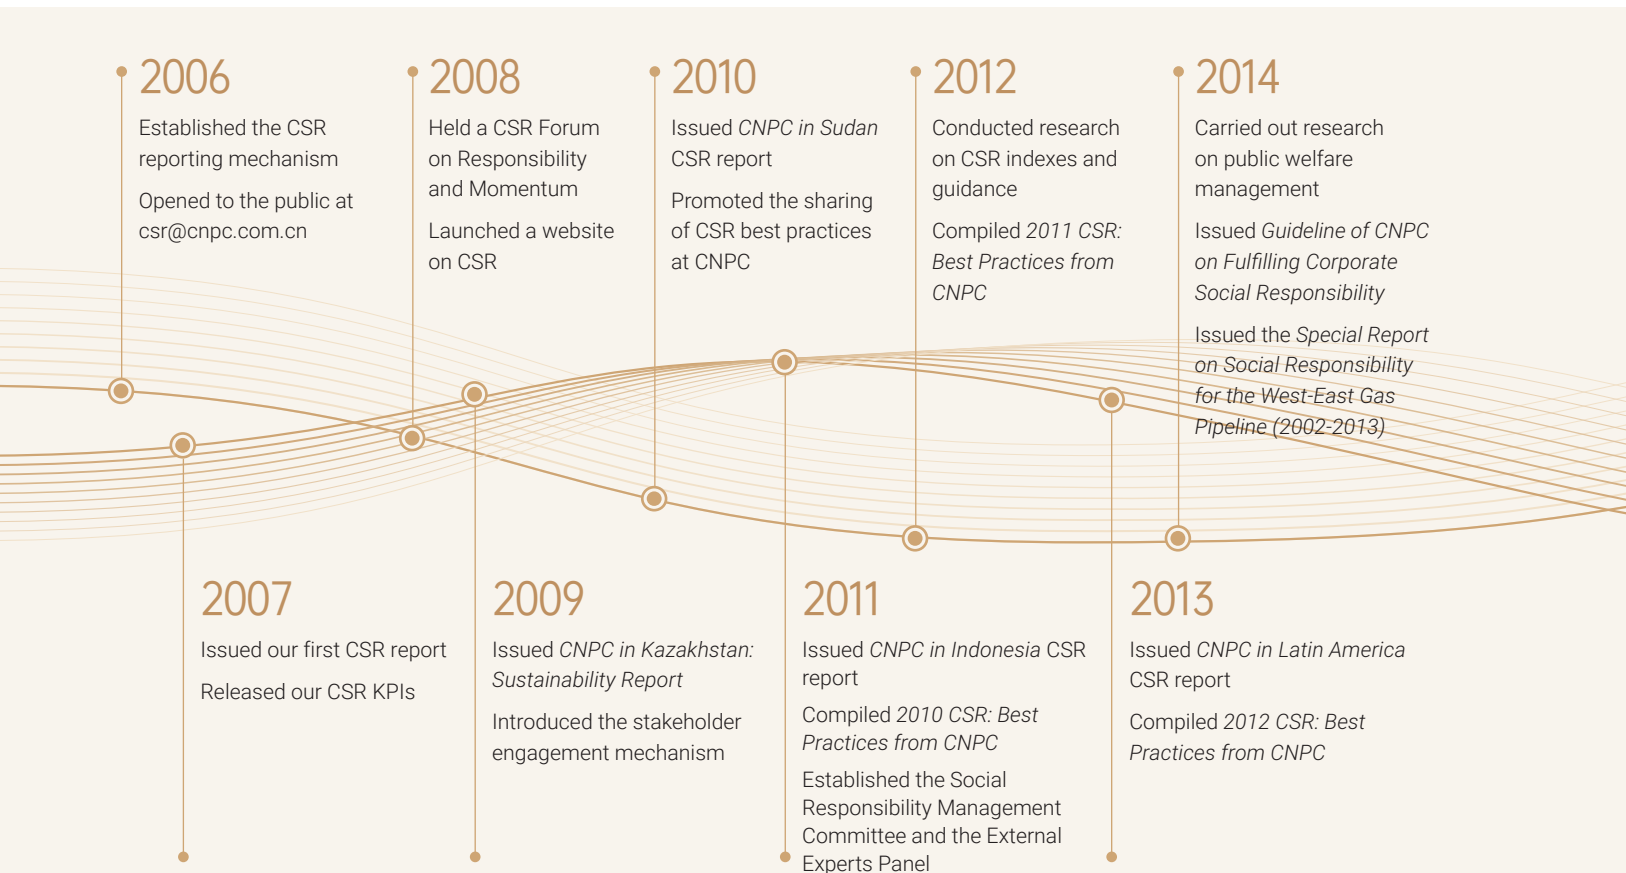 2006
Established the CSR
reporting mechanism
Opened to the public at
csr@cnpc.com.cn
2008
Held a CSR Forum
on Responsibility
and Momentum
Launched a website
on CSR
2010
Issued CNPC in Sudan
CSR report
Promoted the sharing
of CSR best practices
at CNPC
2012
Conducted research
on CSR indexes and
guidance
Compiled 2011 CSR:
Best Practices from
CNPC
2014
Carried out research
on public welfare
management
Issued Guideline of CNPC
on Fulfilling Corporate
Social Responsibility
Issued the Special Report
on Social Responsibility
for the West-East Gas
Pipeline (2002-2013)
2007
Issued our first CSR report
Released our CSR KPIs
2009
Issued CNPC in Kazakhstan:
Sustainability Report
Introduced the stakeholder
engagement mechanism
2011
Issued CNPC in Indonesia CSR
report
Compiled 2010 CSR: Best
Practices from CNPC
Established the Social
Responsibility Management
Committee and the External
Experts Panel
2013
Issued CNPC in Latin America
CSR report
Compiled 2012 CSR: Best
Practices from CNPC